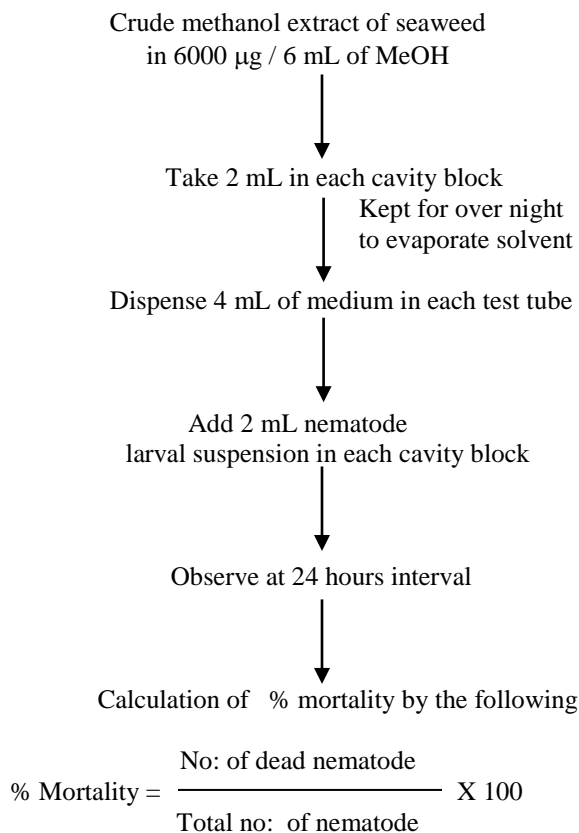 Crude methanol extract of seaweed
in 6000 μg / 6 mL of MeOH
Take 2 mL in each cavity block
Kept for over night
to evaporate solvent
Dispense 4 mL of medium in each test tube
Add 2 mL nematode
larval suspension in each cavity block
Observe at 24 hours interval
Calculation of % mortality by the following
No: of dead nematode
% Mortality = X 100
Total no: of nematode